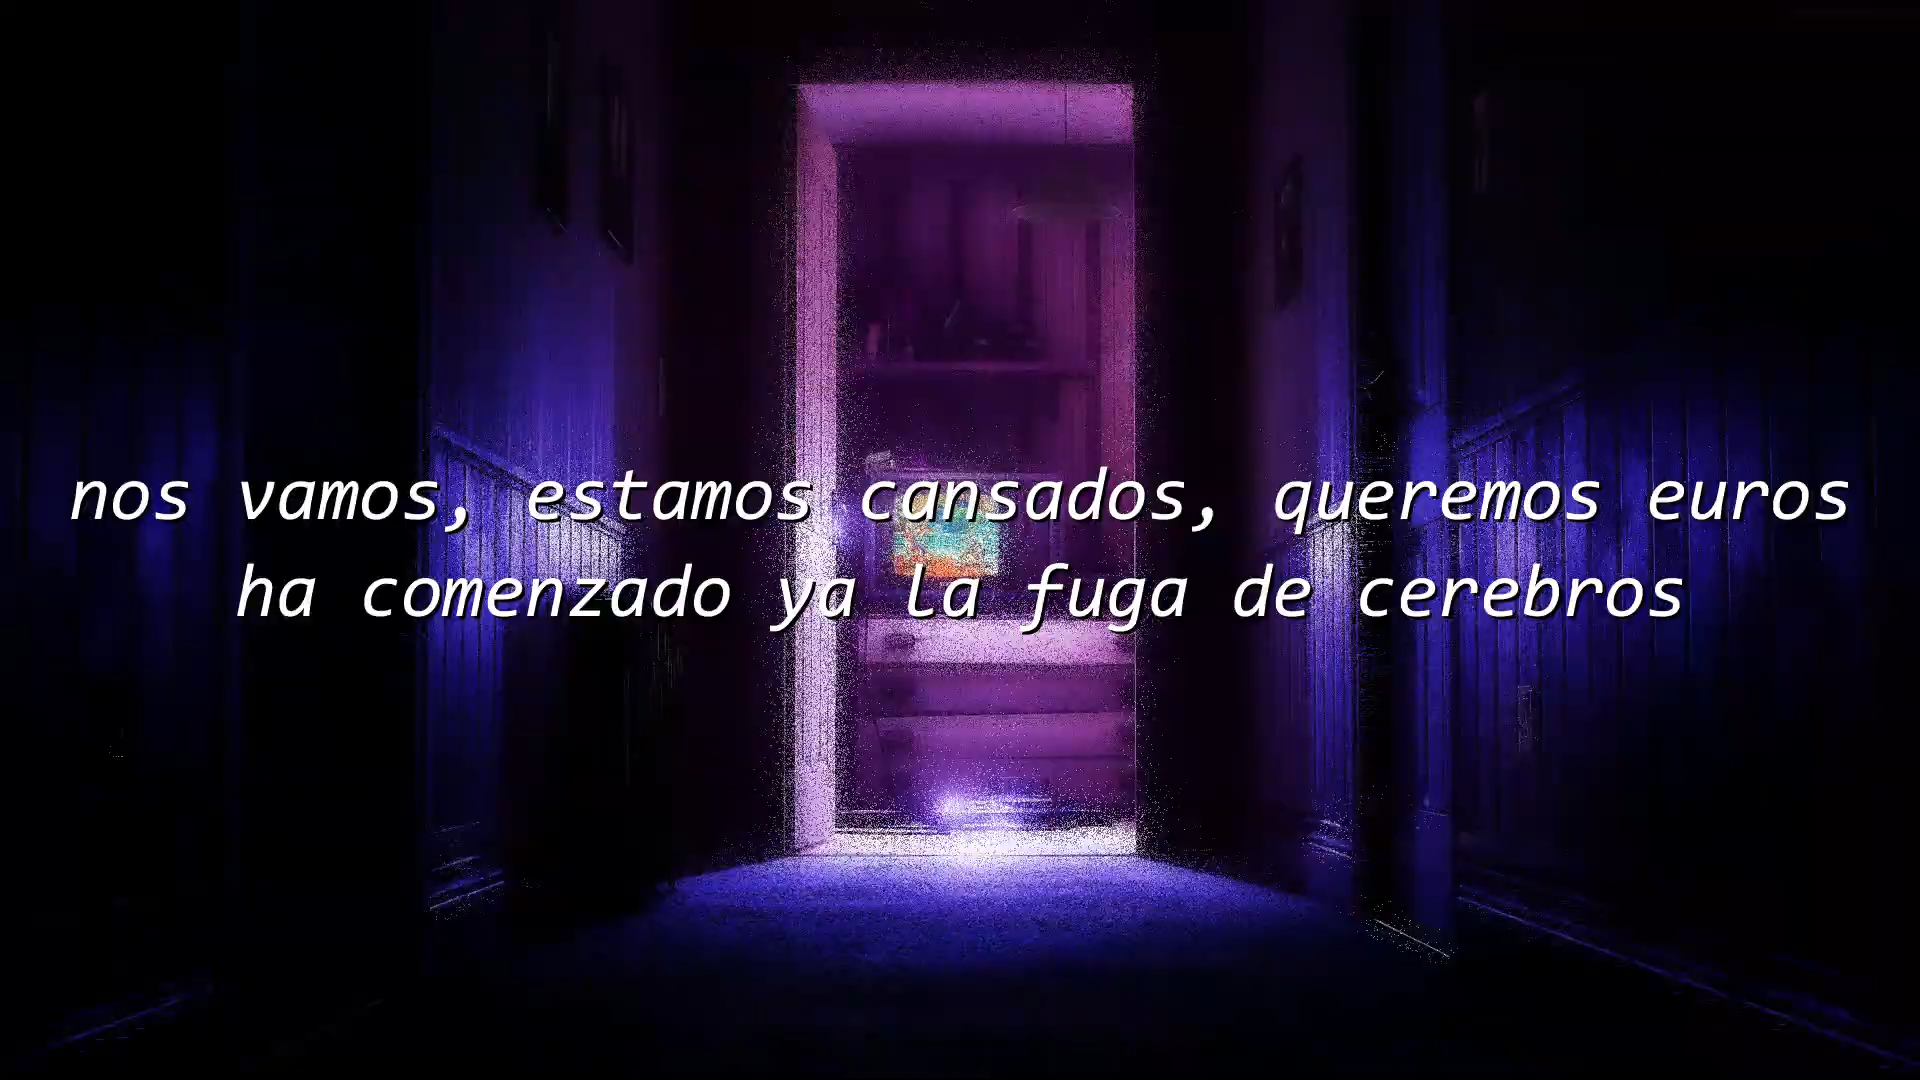 nos vamos, estamos cansados, queremos euros
ha comenzado ya la fuga de cerebros